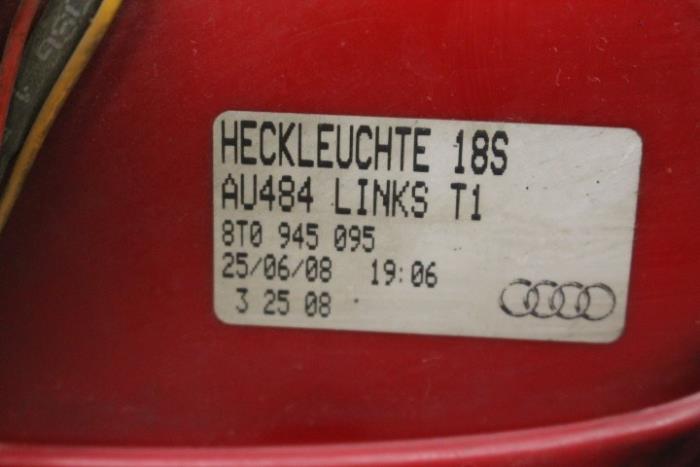 HECKLEUCHTE 18S
AU484 LINKS T1
8T0 945 095
25/06/08 19:06
3 25 08